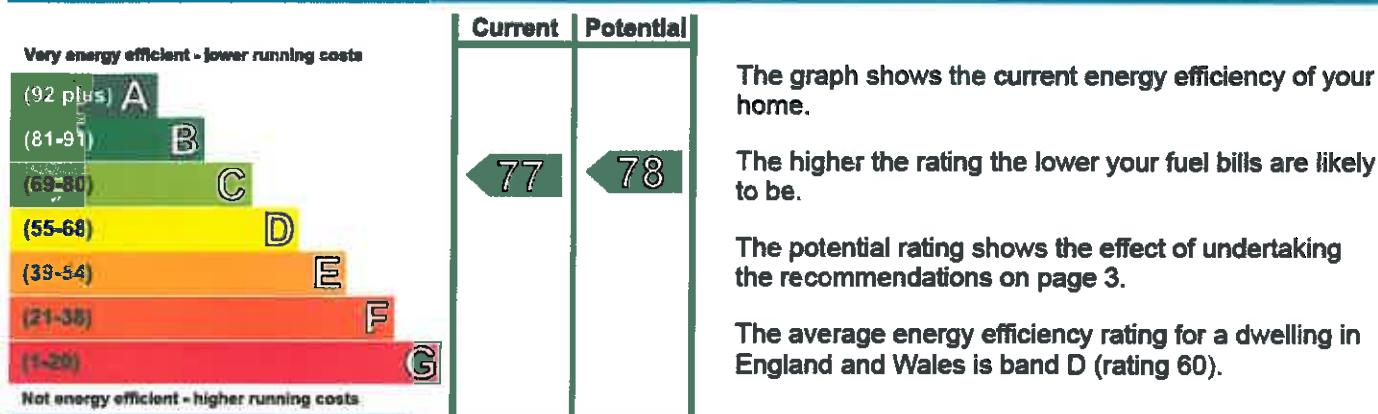 Current Potential
Very energy efficient - lower running costs
(92 plus) A
(81-91) B
(69-80) C
(55-68) D
(39-54) E
(21-38) F
(1-20) G
Not energy efficient - higher running costs
77 78
The graph shows the current energy efficiency of your
home.
The higher the rating the lower your fuel bills are likely
to be.
The potential rating shows the effect of undertaking
the recommendations on page 3.
The average energy efficiency rating for a dwelling in
England and Wales is band D (rating 60).